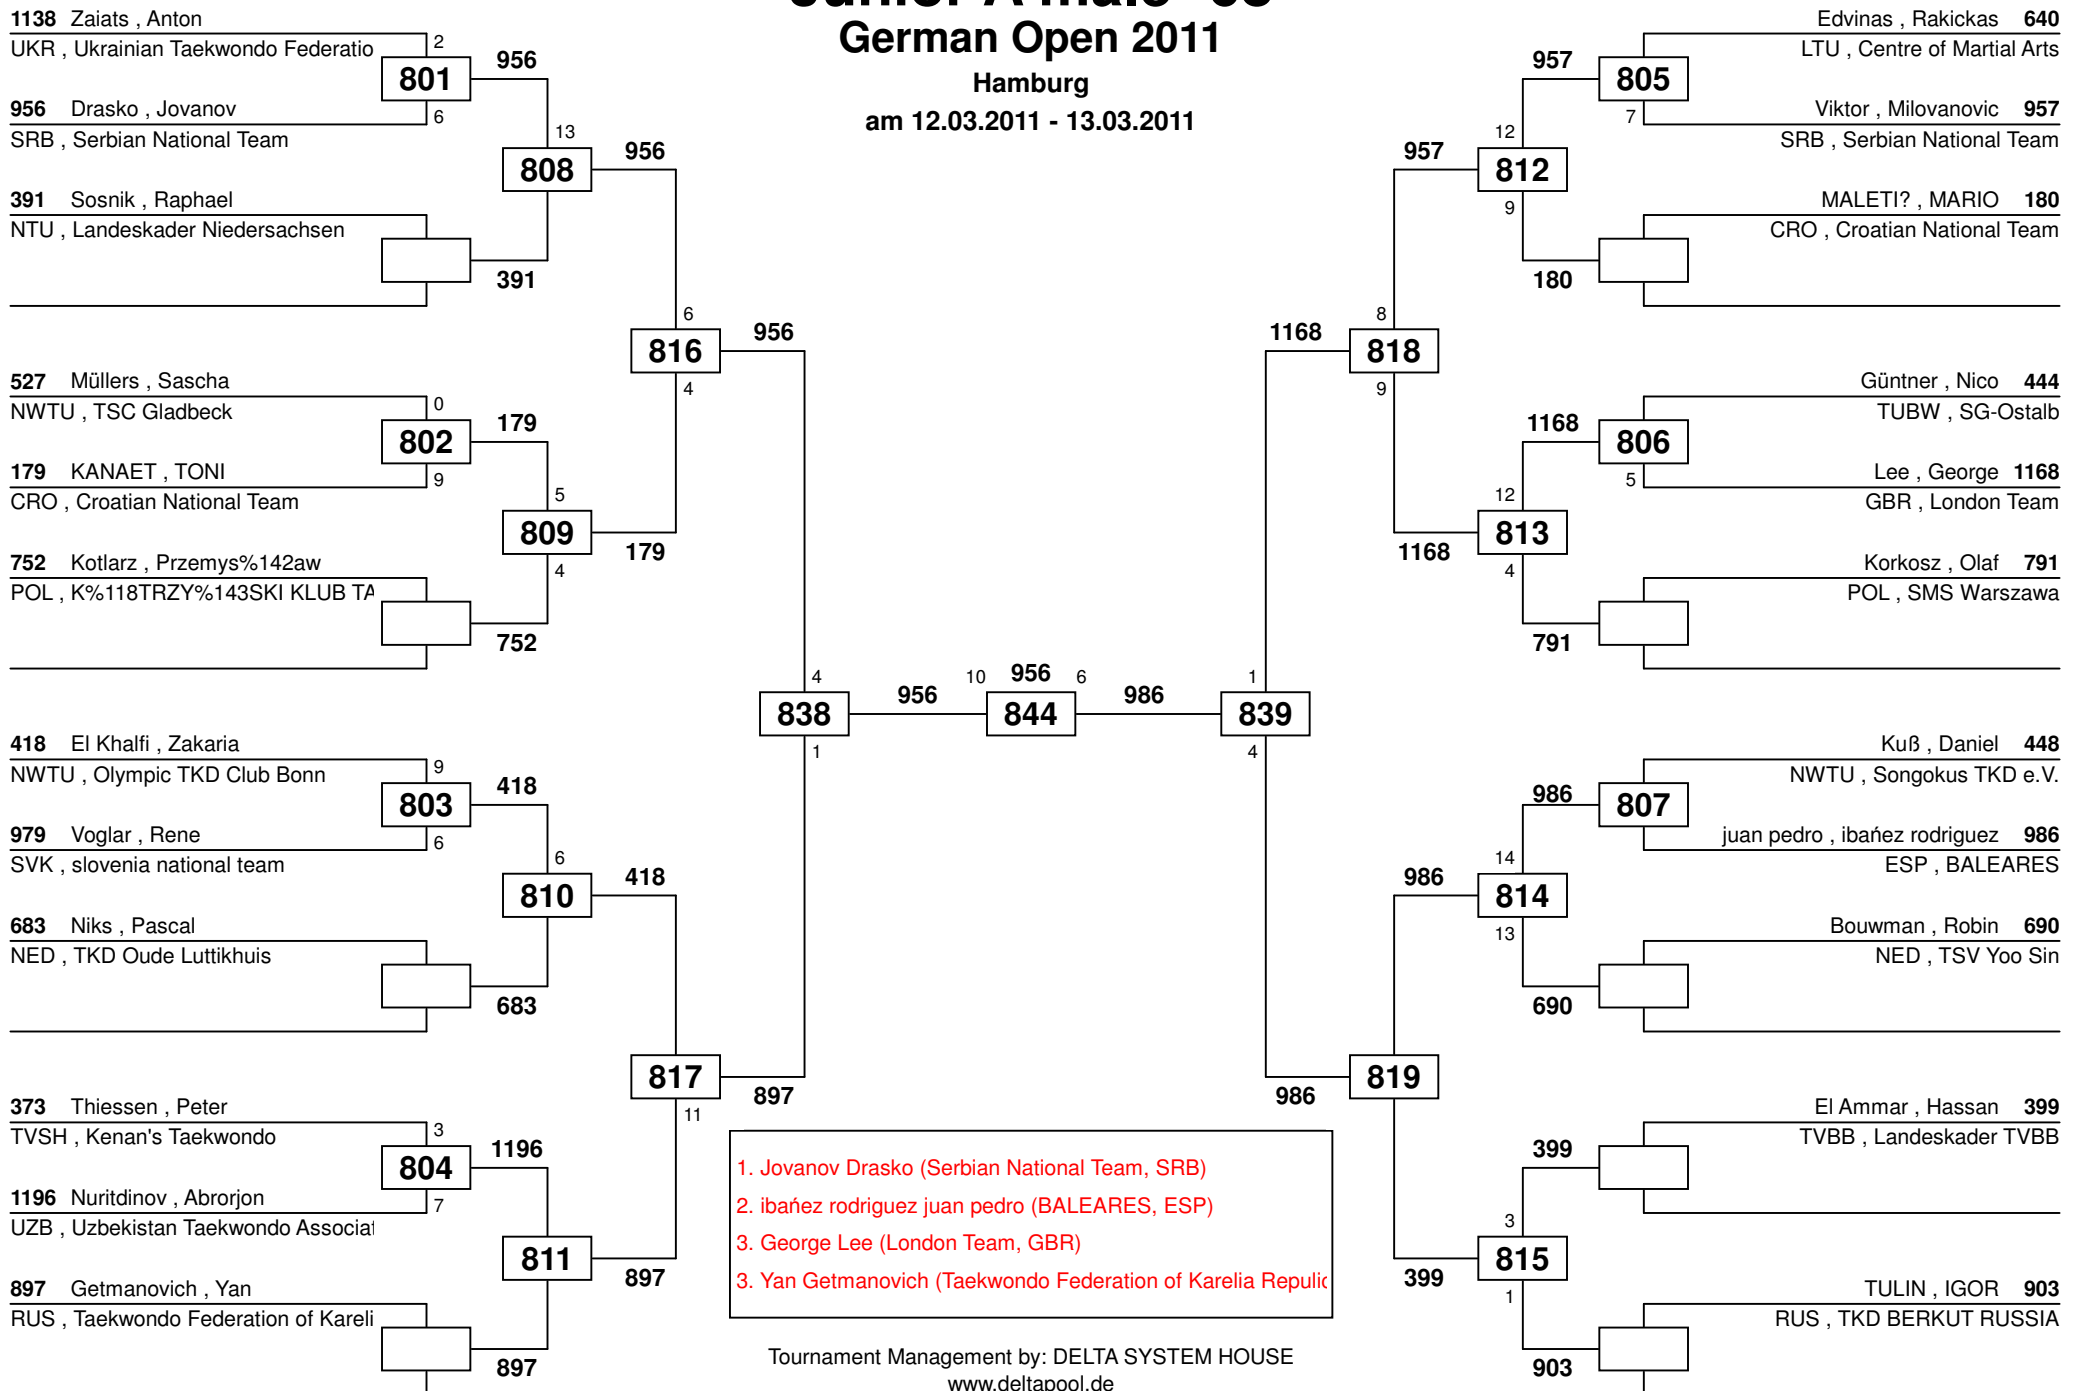 German Open 2011
Hamburg
am 12.03.2011 - 13.03.2011
1138 Zaiats , Anton
UKR , Ukrainian Taekwondo Federatio
2
801
956
6
956 Drasko , Jovanov
SRB , Serbian National Team
13
808
956
391 Sosnik , Raphael
NTU , Landeskader Niedersachsen
391
6
816
956
4
527 Müllers , Sascha
NWTU , TSC Gladbeck
0
802
179
9
179 KANAET , TONI
CRO , Croatian National Team
5
809
179
4
752 Kotlarz , Przemys%142aw
POL , K%118TRZY%143SKI KLUB TA
752
4
838
956
1
418 El Khalfi , Zakaria
NWTU , Olympic TKD Club Bonn
9
803
418
6
979 Voglar , Rene
SVK , slovenia national team
6
810
418
683 Niks , Pascal
NED , TKD Oude Luttikhuis
683
817
897
11
373 Thiessen , Peter
TVSH , Kenan's Taekwondo
3
804
1196
7
1196 Nuritdinov , Abrorjon
UZB , Uzbekistan Taekwondo Associat
811
897
897 Getmanovich , Yan
RUS , Taekwondo Federation of Kareli
897
10 956 6
844
986
1
839
4
Edvinas , Rakickas 640
LTU , Centre of Martial Arts
957
805
7
Viktor , Milovanovic 957
SRB , Serbian National Team
12
957
812
9
MALETI? , MARIO 180
CRO , Croatian National Team
180
8
1168
818
9
Güntner , Nico 444
TUBW , SG-Ostalb
1168
806
5
Lee , George 1168
GBR , London Team
12
813
1168
4
Korkosz , Olaf 791
POL , SMS Warszawa
791
Kuß , Daniel 448
NWTU , Songokus TKD e.V.
986
807
juan pedro , ibańez rodriguez 986
ESP , BALEARES
14
986
814
13
Bouwman , Robin 690
NED , TSV Yoo Sin
690
819
986
El Ammar , Hassan 399
TVBB , Landeskader TVBB
399
3
815
399
1
TULIN , IGOR 903
RUS , TKD BERKUT RUSSIA
903
1. Jovanov Drasko (Serbian National Team, SRB)
2. ibańez rodriguez juan pedro (BALEARES, ESP)
3. George Lee (London Team, GBR)
3. Yan Getmanovich (Taekwondo Federation of Karelia Repulic
Tournament Management by: DELTA SYSTEM HOUSE
www.deltapool.de